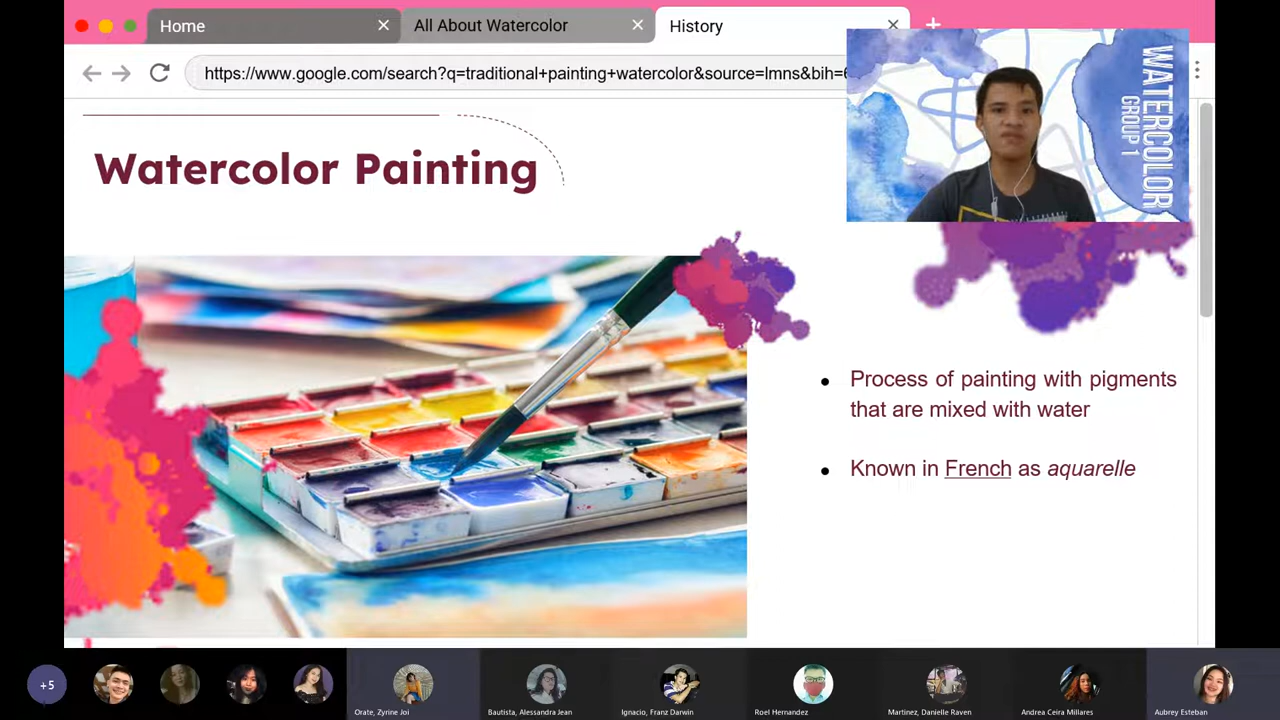 Home
All About Watercolor
History
https://www.google.com/search?q=traditional+painting+watercolor&source=lmns&bih=
Watercolor Painting
WATERCOLOR
GROUP 1
• Process of painting with pigments
that are mixed with water
• Known in French as aquarelle
+5
Orate, Zyrine Joi
Bautista, Alessandra Jean
Ignacio, Franz Darwin
Roel Hernandez
Martinez, Danielle Raven
Andrea Ceira Millares
Aubrey Esteban